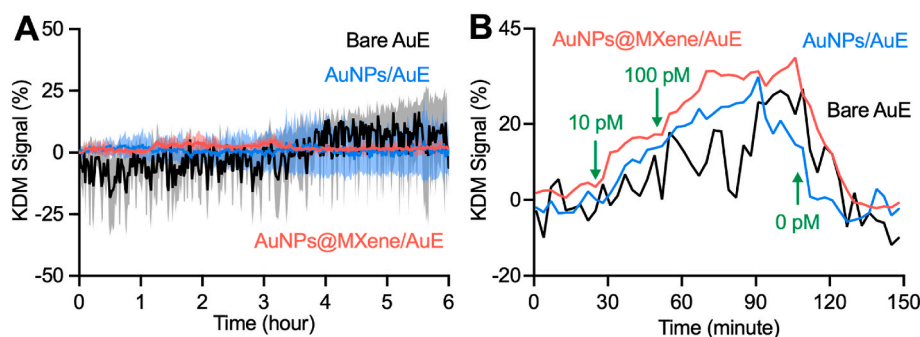 A
KDM Signal (%)
50
25
0
-25
-50
Bare AuE
AuNPs/AuE
AuNPs@MXene/AuE
0 1 2 3 4 5 6
Time (hour)
B
KDM Signal (%)
45
20
0
-20
AuNPs@MXene/AuE
AuNPs/AuE
100 pM
Bare AuE
10 pM
0 pM
0 30 60 90 120 150
Time (minute)